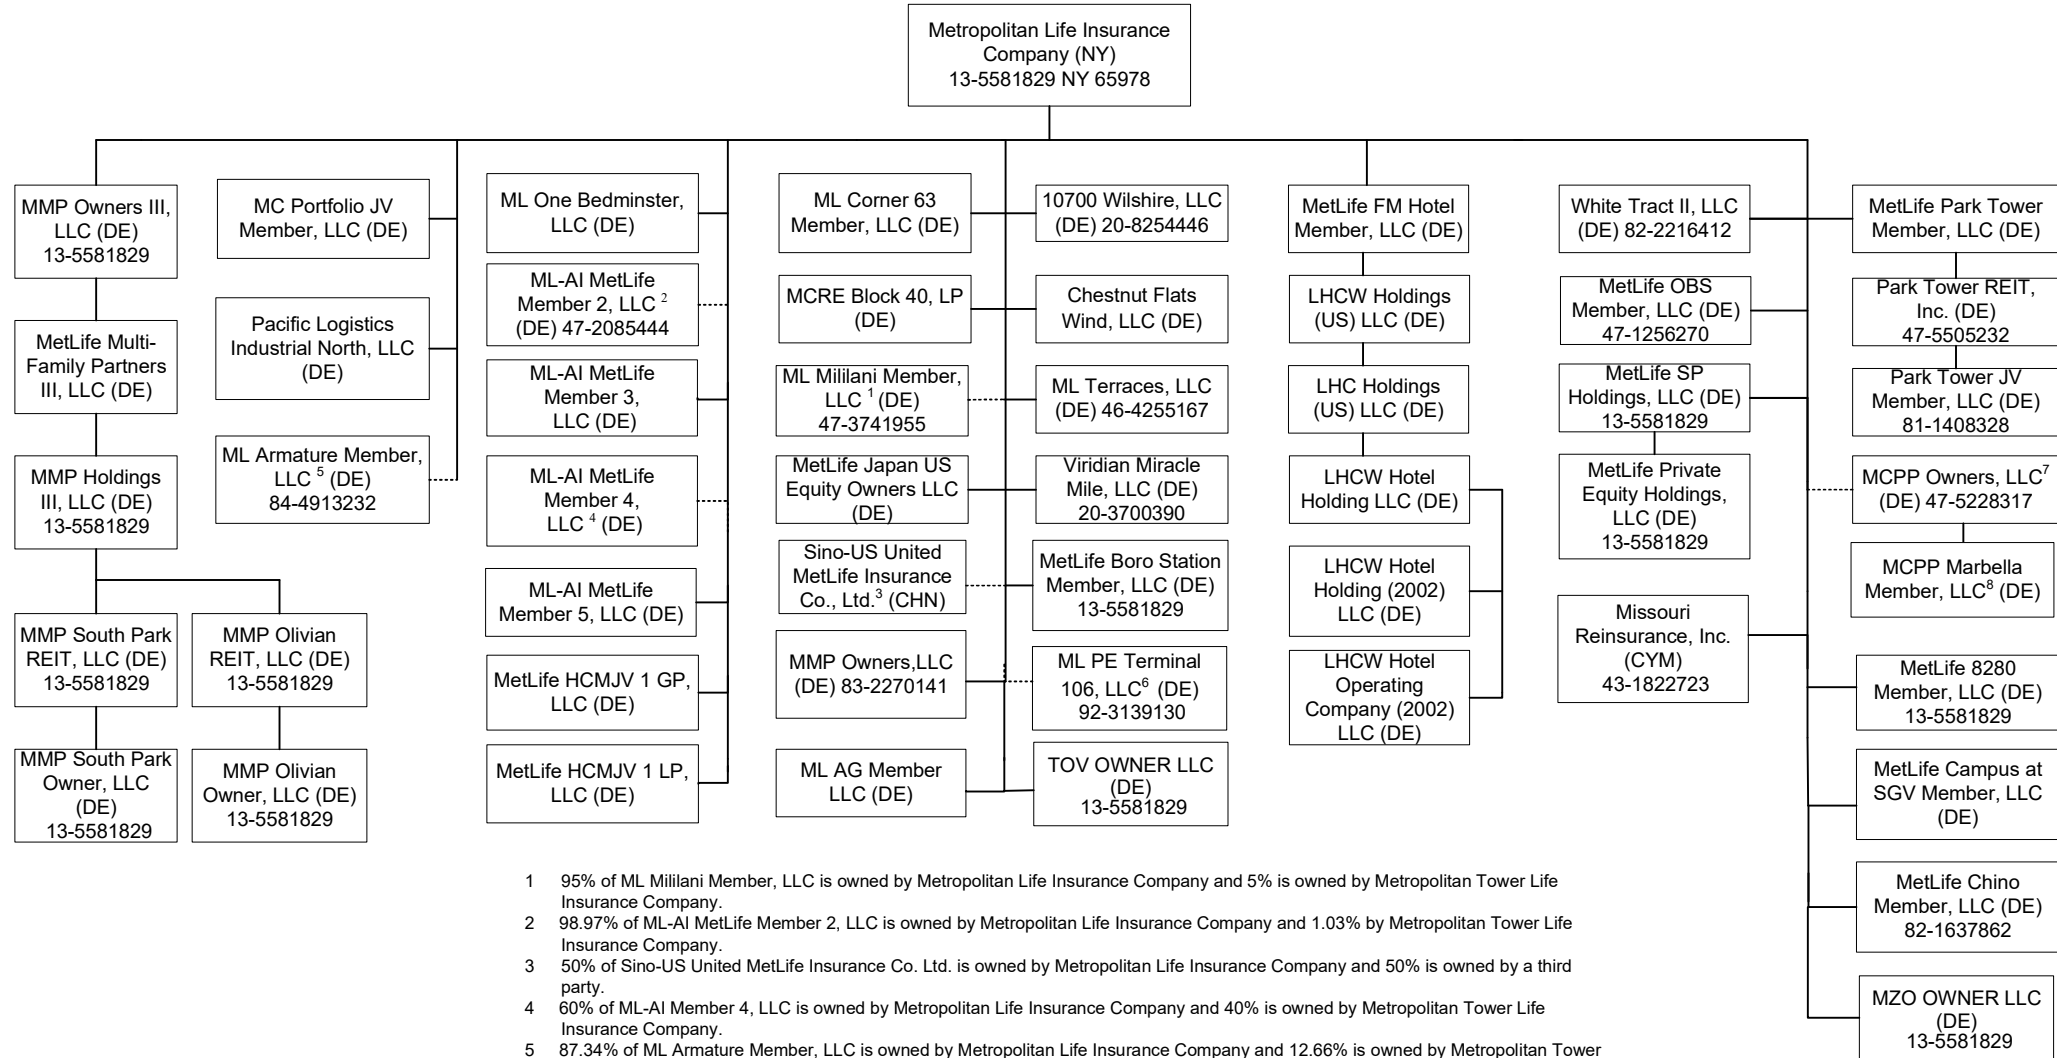 Metropolitan Life Insurance
Company (NY)
13-5581829 NY 65978
MMP Owners III,
LLC (DE)
13-5581829
MetLife Multi-
Family Partners
III, LLC (DE)
MMP Holdings
III, LLC (DE)
13-5581829
MMP South Park
REIT, LLC (DE)
13-5581829
MMP Olivian
REIT, LLC (DE)
13-5581829
MMP South Park
Owner, LLC
(DE)
13-5581829
MMP Olivian
Owner, LLC (DE)
13-5581829
MC Portfolio JV
Member, LLC (DE)
Pacific Logistics
Industrial North, LLC
(DE)
ML Armature Member,
LLC 5 (DE)
84-4913232
ML One Bedminster,
LLC (DE)
ML-AI MetLife
Member 2, LLC 2
(DE) 47-2085444
ML-AI MetLife
Member 3,
LLC (DE)
ML-AI MetLife
Member 4,
LLC 4 (DE)
ML-AI MetLife
Member 5, LLC (DE)
MetLife HCMJV 1 GP,
LLC (DE)
MetLife HCMJV 1 LP,
LLC (DE)
ML Corner 63
Member, LLC (DE)
MCRE Block 40, LP
(DE)
ML Mililani Member,
LLC 1 (DE)
47-3741955
MetLife Japan US
Equity Owners LLC
(DE)
Sino-US United
MetLife Insurance
Co., Ltd.3 (CHN)
MMP Owners,LLC
(DE) 83-2270141
ML AG Member
LLC (DE)
10700 Wilshire, LLC
(DE) 20-8254446
Chestnut Flats
Wind, LLC (DE)
ML Terraces, LLC
(DE) 46-4255167
Viridian Miracle
Mile, LLC (DE)
20-3700390
MetLife Boro Station
Member, LLC (DE)
13-5581829
ML PE Terminal
106, LLC6 (DE)
92-3139130
TOV OWNER LLC
(DE)
13-5581829
MetLife FM Hotel
Member, LLC (DE)
LHCW Holdings
(US) LLC (DE)
LHC Holdings
(US) LLC (DE)
LHCW Hotel
Holding LLC (DE)
LHCW Hotel
Holding (2002)
LLC (DE)
LHCW Hotel
Operating
Company (2002)
LLC (DE)
White Tract II, LLC
(DE) 82-2216412
MetLife OBS
Member, LLC (DE)
47-1256270
MetLife SP
Holdings, LLC (DE)
13-5581829
MetLife Private
Equity Holdings,
LLC (DE)
13-5581829
Missouri
Reinsurance, Inc.
(CYM)
43-1822723
MetLife Park Tower
Member, LLC (DE)
Park Tower REIT,
Inc. (DE)
47-5505232
Park Tower JV
Member, LLC (DE)
81-1408328
MCPP Owners, LLC7
(DE) 47-5228317
MCPP Marbella
Member, LLC8 (DE)
MetLife 8280
Member, LLC (DE)
13-5581829
MetLife Campus at
SGV Member, LLC
(DE)
MetLife Chino
Member, LLC (DE)
82-1637862
MZO OWNER LLC
(DE)
13-5581829
1 95% of ML Mililani Member, LLC is owned by Metropolitan Life Insurance Company and 5% is owned by Metropolitan Tower Life
Insurance Company.
2 98.97% of ML-AI MetLife Member 2, LLC is owned by Metropolitan Life Insurance Company and 1.03% by Metropolitan Tower Life
Insurance Company.
3 50% of Sino-US United MetLife Insurance Co. Ltd. is owned by Metropolitan Life Insurance Company and 50% is owned by a third
party.
4 60% of ML-AI Member 4, LLC is owned by Metropolitan Life Insurance Company and 40% is owned by Metropolitan Tower Life
Insurance Company.
5 87.34% of ML Armature Member, LLC is owned by Metropolitan Life Insurance Company and 12.66% is owned by Metropolitan Tower